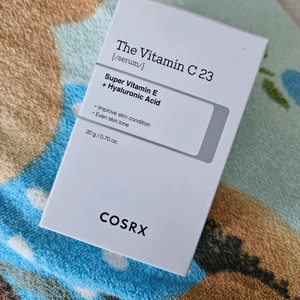 The Vitamin C 23
[/serum/]
Super Vitamin E
+ Hyaluronic Acid
• Improve skin condition
• Even skin tone
20 g / 0.70 oz.
COSRX